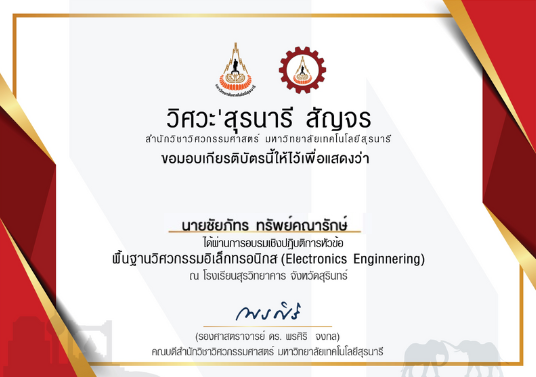 วิศวะ'สุรนารี สัญจร
สำนักวิชาวิศวกรรมศาสตร์ มหาวิทยาลัยเทคโนโลยีสุรนารี
ขอมอบเกียรติบัตรนี้ให้ไว้เพื่อแสดงว่า
นายชัยภัทร ทรัพย์คณารักษ์
ได้ผ่านการอบรมเชิงปฏิบัติการหัวข้อ
พื้นฐานวิศวกรรมอิเล็กทรอนิกส (Electronics Enginnering)
ณ โรงเรียนสุรวิทยาคาร จังหวัดสุรินทร์
(รองศาสตราจารย์ ดร. พรศิริ จงกล)
คณบดีสำนักวิชาวิศวกรรมศาสตร์ มหาวิทยาลัยเทคโนโลยีสุรนารี